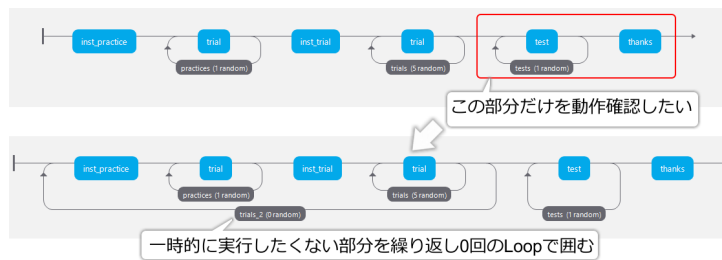 inst_practice trial inst_trial trial test thanks
practices (1 random) trials (5 random) tests (1 random)
この部分だけを動作確認したい
inst_practice trial inst_trial trial test thanks
practices (1 random) trials (5 random)
trials_2 (0 random) tests (1 random)
一時的に実行したくない部分を繰り返し0回のLoopで囲む